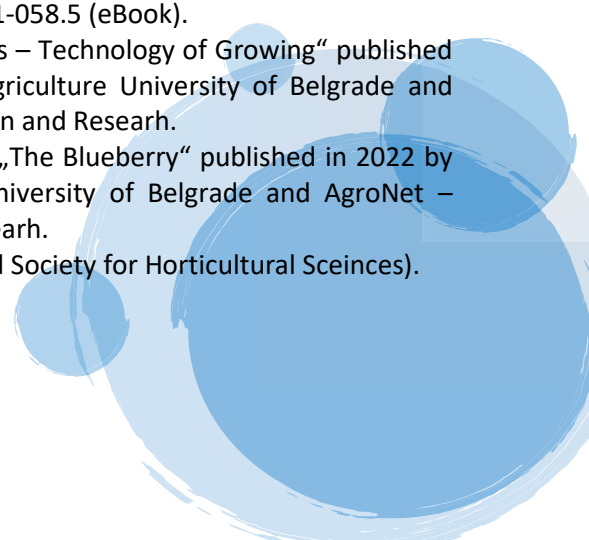 1-058.5 (eBook).
s – Technology of Growing“ published
griculture University of Belgrade and
n and Researh.
„The Blueberry“ published in 2022 by
niversity of Belgrade and AgroNet –
earh.
l Society for Horticultural Sceinces).